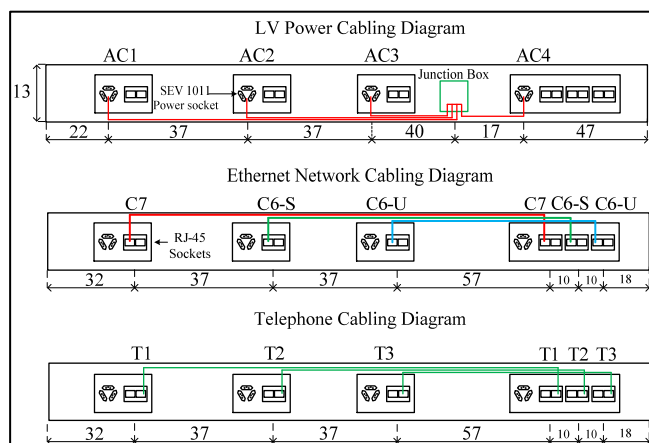 LV Power Cabling Diagram
AC1 AC2 AC3 AC4
Junction Box
SEV 1011
Power socket
13
22 37 37 40 17 47
Ethernet Network Cabling Diagram
C7 C6-S C6-U C7 C6-S C6-U
RJ-45
Sockets
32 37 37 57 10 10 18
Telephone Cabling Diagram
T1 T2 T3 T1 T2 T3
32 37 37 57 10 10 18